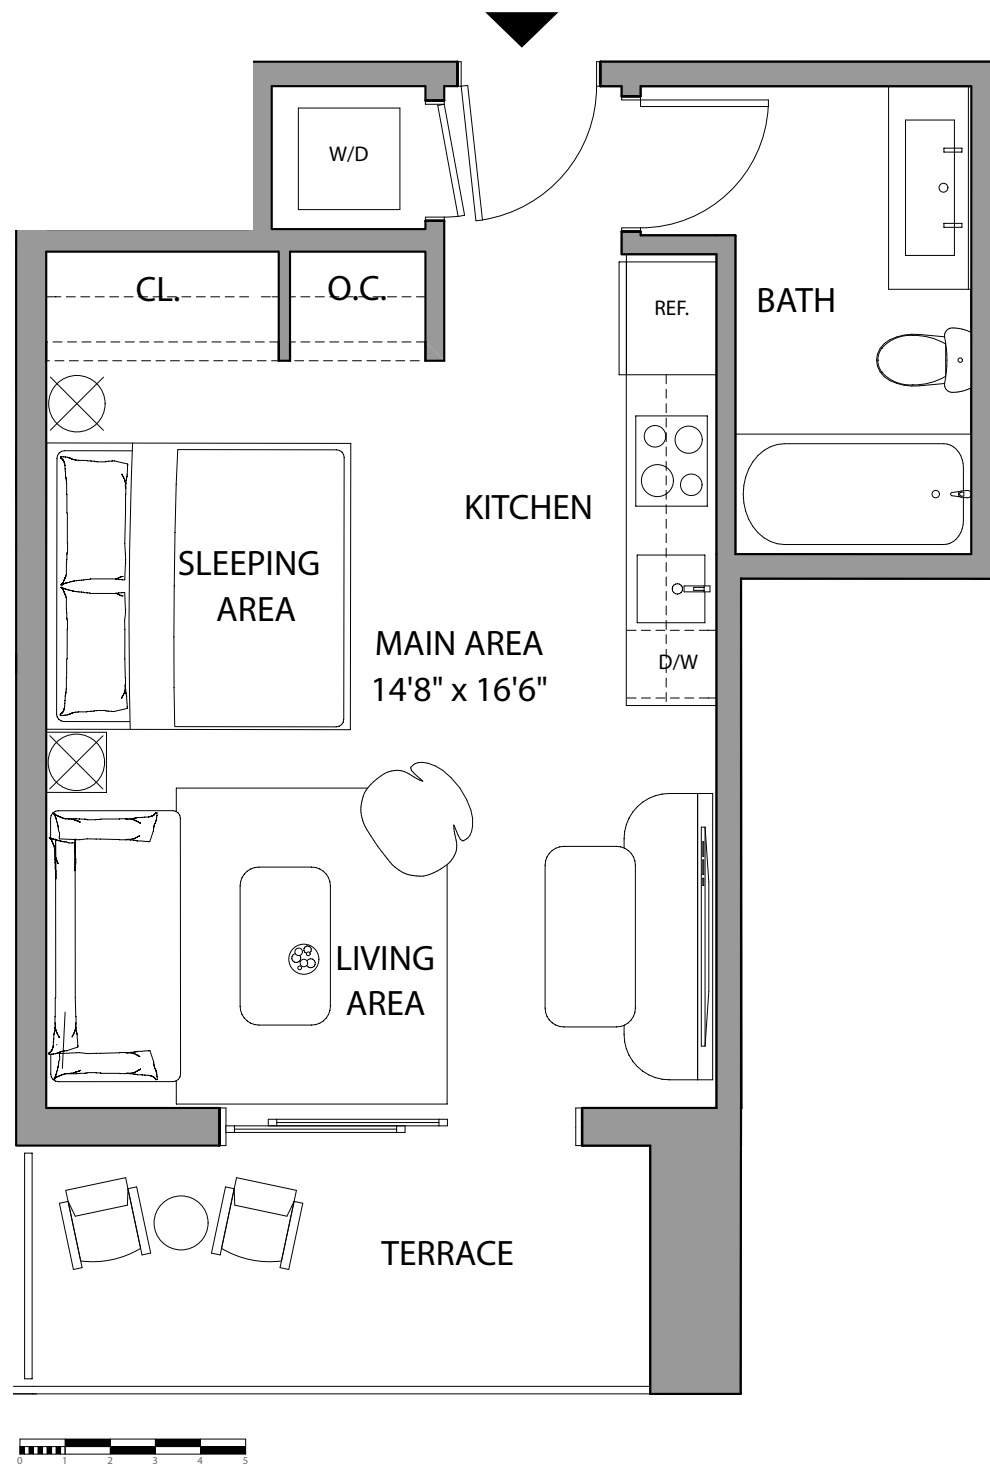 W/D
CL.
O.C.
REF.
BATH
KITCHEN
SLEEPING
AREA
MAIN AREA
14'8" x 16'6"
D/W
LIVING
AREA
TERRACE
0 1 2 3 4 5